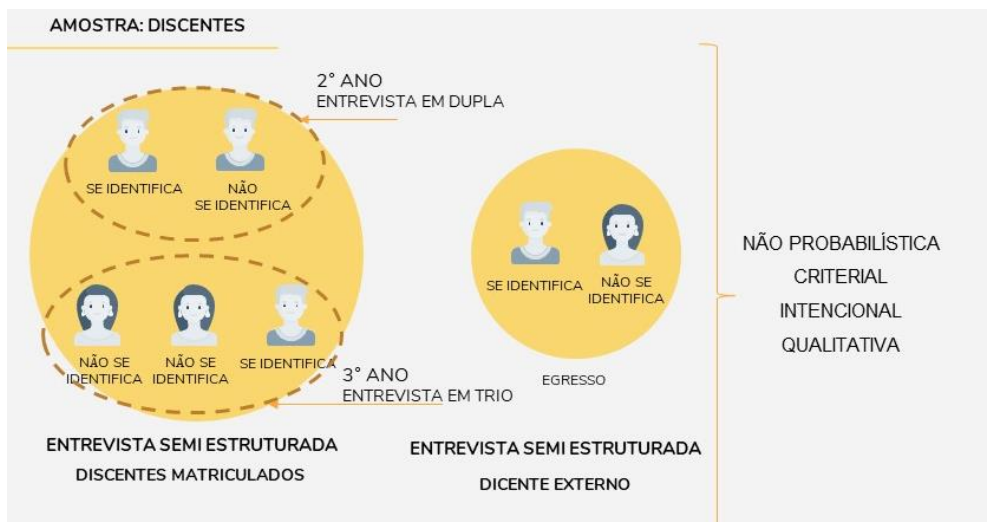 AMOSTRA: DISCENTES
2° ANO
ENTREVISTA EM DUPLA
SE IDENTIFICA
NÃO
SE IDENTIFICA
NÃO SE
IDENTIFICA
NÃO SE
IDENTIFICA
SE IDENTIFICA
3° ANO
ENTREVISTA EM TRIO
ENTREVISTA SEMI ESTRUTURADA
DISCENTES MATRICULADOS
SE IDENTIFICA
NÃO SE
IDENTIFICA
EGRESSO
ENTREVISTA SEMI ESTRUTURADA
DICENTE EXTERNO
NÃO PROBABILÍSTICA
CRITERIAL
INTENCIONAL
QUALITATIVA